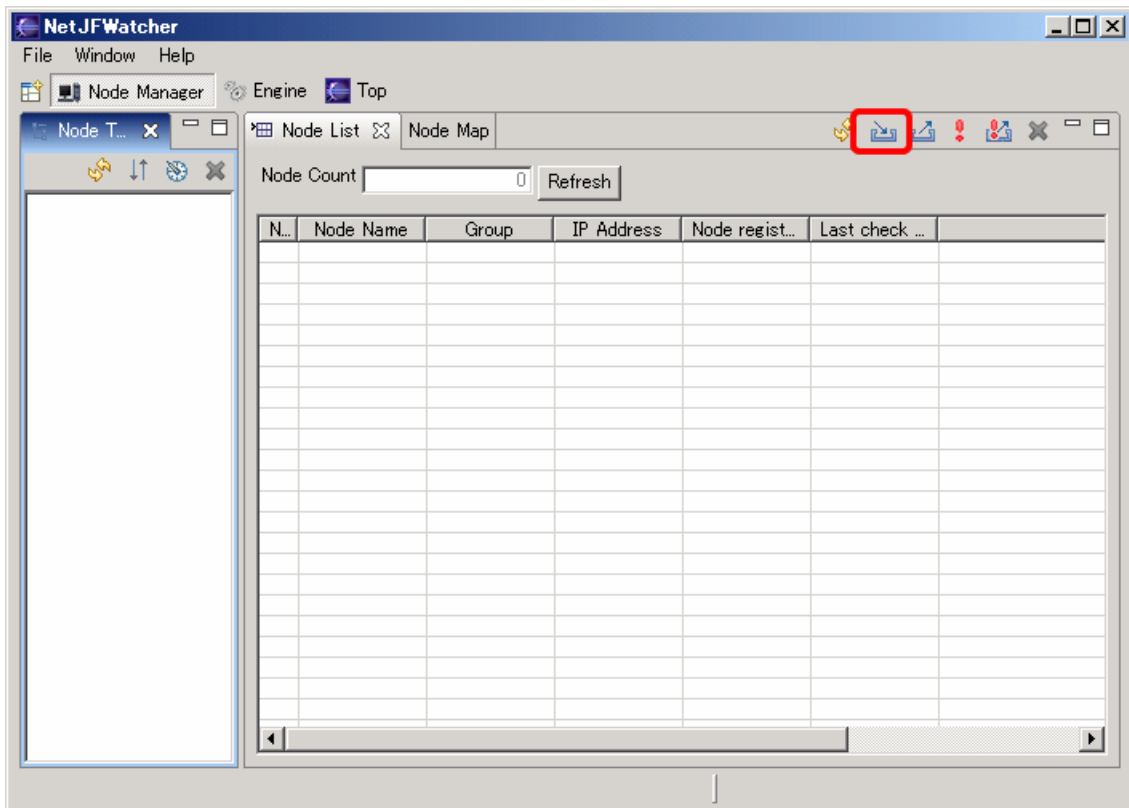 NetJFWatcher
File Window Help
Node Manager Engine Top
Node T... Node List Node Map
Node Count 0 Refresh
N... Node Name Group IP Address Node regist... Last check ...